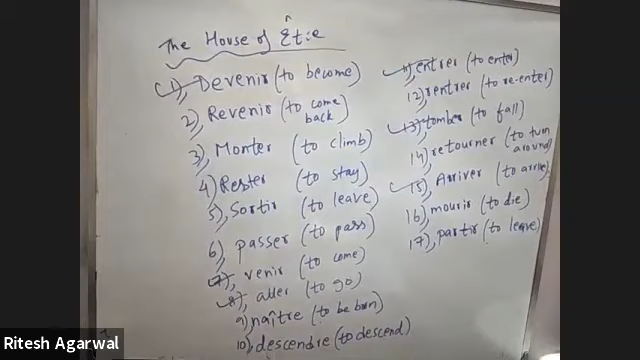 The House of Être
1) Devenir (to become)
2) Revenir (to come back)
3) Monter (to climb)
4) Rester (to stay)
5) Sortir (to leave)
6) passer (to pass)
7) venir (to come)
8) aller (to go)
9) naître (to be born)
10) descendre (to descend)
11) entrer (to enter)
12) rentrer (to re-enter)
13) tomber (to fall)
14) retourner (to turn around)
15) Arriver (to arrive)
16) mourir (to die)
17) partir (to leave)
Ritesh Agarwal